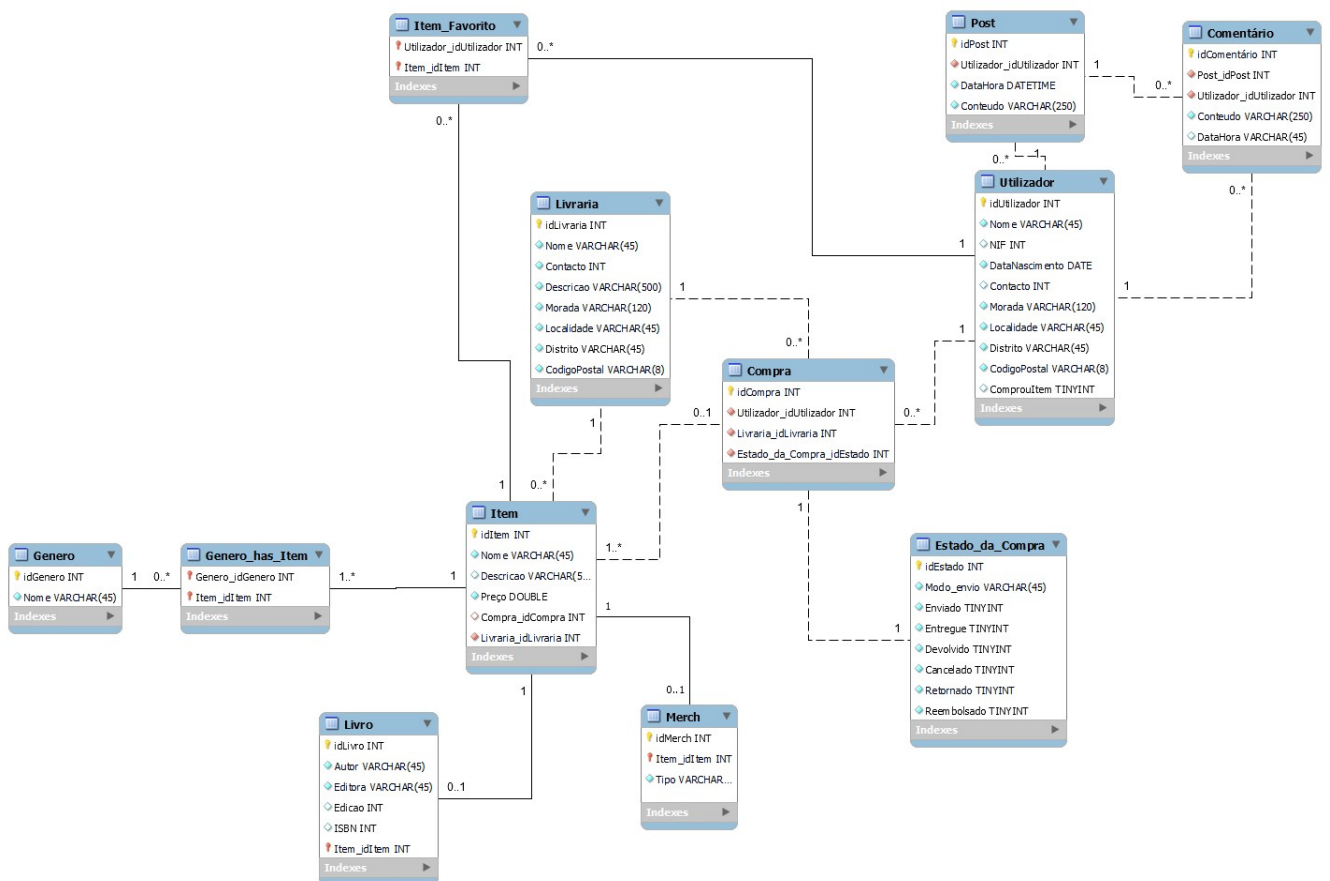 Item_Favorito
Utilizador_idUtilizador INT
Item_idItem INT
Indexes
0..*
0..*
Post
idPost INT
Utilizador_idUtilizador INT
DataHora DATETIME
Conteudo VARCHAR(250)
Indexes
1
0..*
0..*
1
Comentário
idComentário INT
Post_idPost INT
Utilizador_idUtilizador INT
Conteudo VARCHAR(250)
DataHora VARCHAR(45)
Indexes
0..*
Livraria
idLivraria INT
Nome VARCHAR(45)
Contacto INT
Descricao VARCHAR(500)
Morada VARCHAR(120)
Localidade VARCHAR(45)
Distrito VARCHAR(45)
CodigoPostal VARCHAR(8)
Indexes
1
1
Utilizador
idUtilizador INT
Nome VARCHAR(45)
NIF INT
DataNascimento DATE
Contacto INT
Morada VARCHAR(120)
Localidade VARCHAR(45)
Distrito VARCHAR(45)
CodigoPostal VARCHAR(8)
ComprouItem TINYINT
Indexes
1
1
1
0..*
Compra
idCompra INT
Utilizador_idUtilizador INT
Livraria_idLivraria INT
Estado_da_Compra_idEstado INT
Indexes
0..1
0..*
1
1
0..*
Item
idItem INT
Nome VARCHAR(45)
Descricao VARCHAR(5...
Preço DOUBLE
Compra_idCompra INT
Livraria_idLivraria INT
Indexes
1..*
1
1
1
Genero
idGenero INT
Nome VARCHAR(45)
Indexes
1
0..*
Genero_has_Item
Genero_idGenero INT
Item_idItem INT
Indexes
1..*
Estado_da_Compra
idEstado INT
Modo_envio VARCHAR(45)
Enviado TINYINT
Entregue TINYINT
Devolvido TINYINT
Cancelado TINYINT
Retornado TINYINT
Reembolsado TINYINT
Indexes
1
Livro
idLivro INT
Autor VARCHAR(45)
Editora VARCHAR(45)
Edicao INT
ISBN INT
Item_idItem INT
Indexes
0..1
0..1
Merch
idMerch INT
Item_idItem INT
Tipo VARCHAR...
Indexes